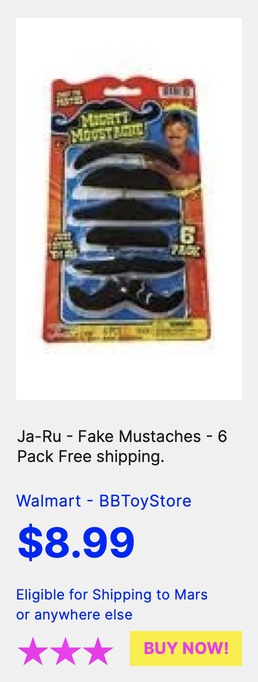 MIGHTY
MOUSTACHE
6
PACK
Ja-Ru - Fake Mustaches - 6
Pack Free shipping.
Walmart - BBToyStore
$8.99
Eligible for Shipping to Mars
or anywhere else
BUY NOW!